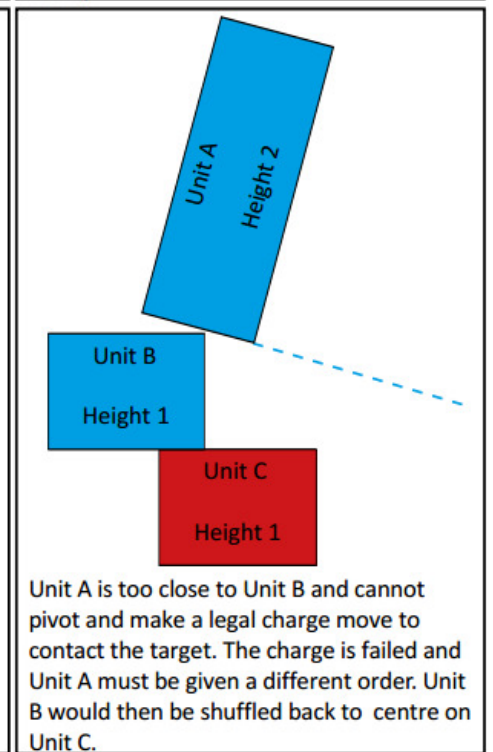 Unit A
Height 2
Unit B
Height 1
Unit C
Height 1
Unit A is too close to Unit B and cannot
pivot and make a legal charge move to
contact the target. The charge is failed and
Unit A must be given a different order. Unit
B would then be shuffled back to centre on
Unit C.